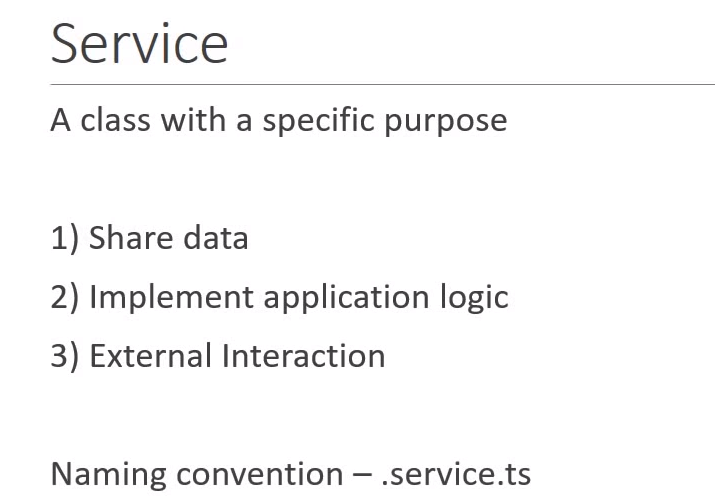 Service
A class with a specific purpose
1) Share data
2) Implement application logic
3) External Interaction
Naming convention – .service.ts